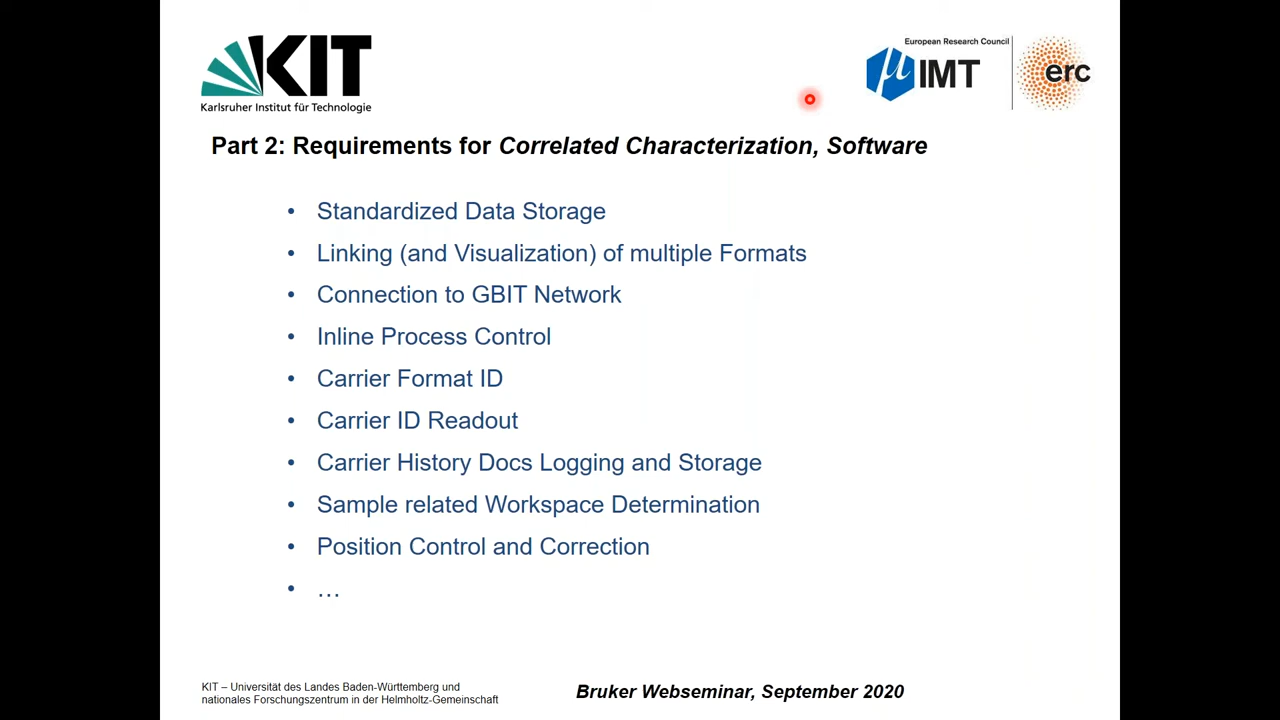 KIT
Karlsruher Institut für Technologie
European Research Council
µIMT
erc
Part 2: Requirements for Correlated Characterization, Software
• Standardized Data Storage
• Linking (and Visualization) of multiple Formats
• Connection to GBIT Network
• Inline Process Control
• Carrier Format ID
• Carrier ID Readout
• Carrier History Docs Logging and Storage
• Sample related Workspace Determination
• Position Control and Correction
• …
KIT – Universität des Landes Baden-Württemberg und
nationales Forschungszentrum in der Helmholtz-Gemeinschaft
Bruker Webseminar, September 2020